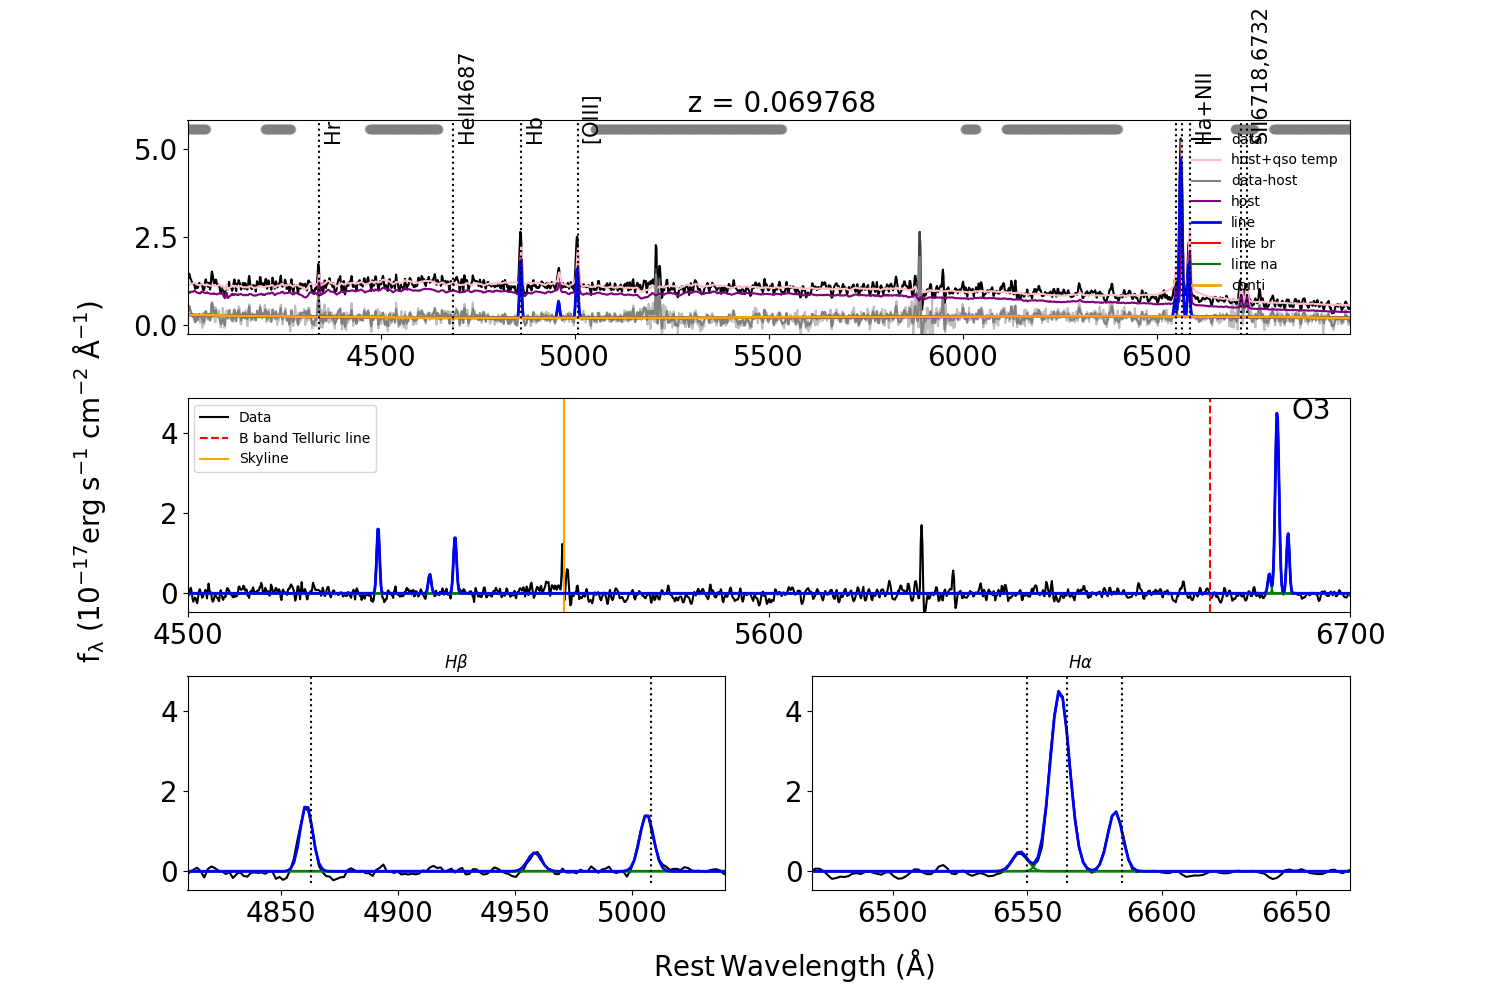 z = 0.069768
Hr
HeII4687
Hb
[OIII]
Ha+NII
SII6718,6732
5.0
2.5
0.0
data
host+qso temp
data-host
host
line
line br
line na
conti
4500 5000 5500 6000 6500
Data
B band Telluric line
Skyline
O3
4
2
0
4500 5600 6700
Hβ
Hα
4
2
0
4850 4900 4950 5000
4
2
0
6500 6550 6600 6650
fλ (10⁻¹⁷erg s⁻¹ cm⁻² Å⁻¹)
Rest Wavelength (Å)